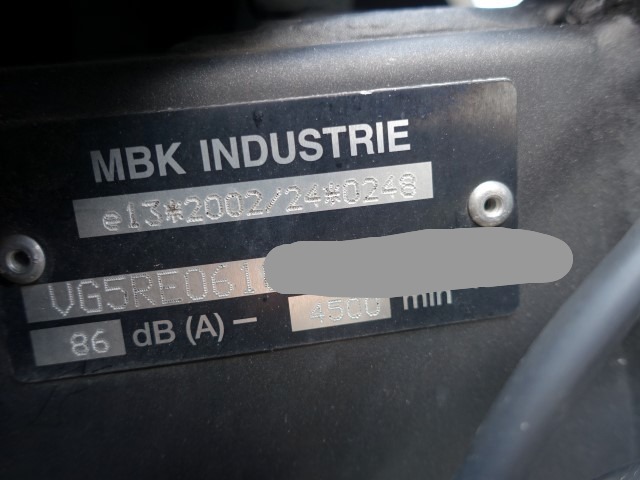 MBK INDUSTRIE
e13*2002/24*0248
VG5RE061
86 dB (A) – 4500 min